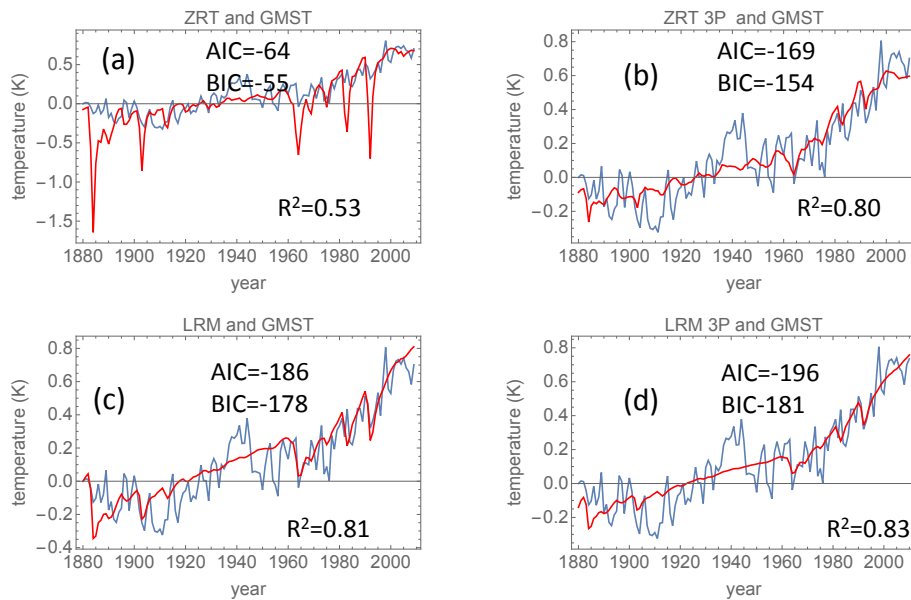 ZRT and GMST
(a)
AIC=-64
BIC=-55
R²=0.53
temperature (K)
0.5
0.0
−0.5
−1.0
−1.5
1880 1900 1920 1940 1960 1980 2000
year
ZRT 3P and GMST
(b)
AIC=-169
BIC=-154
R²=0.80
temperature (K)
0.8
0.6
0.4
0.2
0.0
−0.2
1880 1900 1920 1940 1960 1980 2000
year
LRM and GMST
(c)
AIC=-186
BIC=-178
R²=0.81
temperature (K)
0.8
0.6
0.4
0.2
0.0
−0.2
−0.4
1880 1900 1920 1940 1960 1980 2000
year
LRM 3P and GMST
(d)
AIC=-196
BIC-181
R²=0.83
temperature (K)
0.8
0.6
0.4
0.2
0.0
−0.2
1880 1900 1920 1940 1960 1980 2000
year